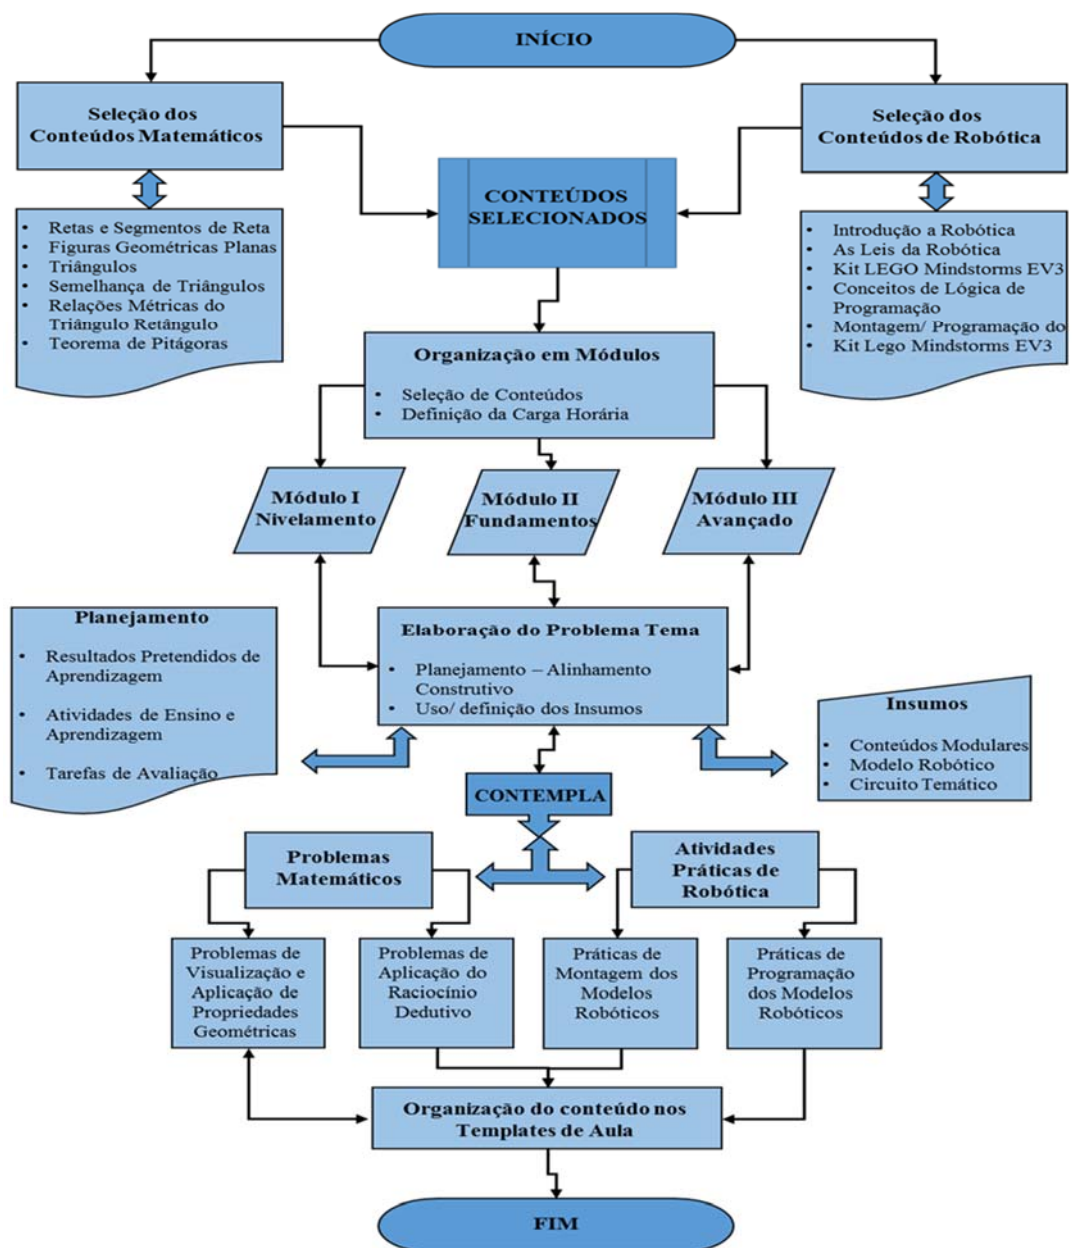 INÍCIO
Seleção dos
Conteúdos Matemáticos
Seleção dos
Conteúdos de Robótica
CONTEÚDOS
SELECIONADOS
• Retas e Segmentos de Reta
• Figuras Geométricas Planas
• Triângulos
• Semelhança de Triângulos
• Relações Métricas do
Triângulo Retângulo
• Teorema de Pitágoras
• Introdução a Robótica
• As Leis da Robótica
• Kit LEGO Mindstorms EV3
• Conceitos de Lógica de
Programação
• Montagem/ Programação do
• Kit Lego Mindstorms EV3
Organização em Módulos
• Seleção de Conteúdos
• Definição da Carga Horária
Módulo I
Nivelamento
Módulo II
Fundamentos
Módulo III
Avançado
Planejamento
• Resultados Pretendidos de
Aprendizagem
• Atividades de Ensino e
Aprendizagem
• Tarefas de Avaliação
Elaboração do Problema Tema
• Planejamento – Alinhamento
Construtivo
• Uso/ definição dos Insumos
Insumos
• Conteúdos Modulares
• Modelo Robótico
• Circuito Temático
CONTEMPLA
Problemas
Matemáticos
Atividades
Práticas de
Robótica
Problemas de
Visualização e
Aplicação de
Propriedades
Geométricas
Problemas de
Aplicação do
Raciocínio
Dedutivo
Práticas de
Montagem dos
Modelos
Robóticos
Práticas de
Programação
dos Modelos
Robóticos
Organização do conteúdo nos
Templates de Aula
FIM